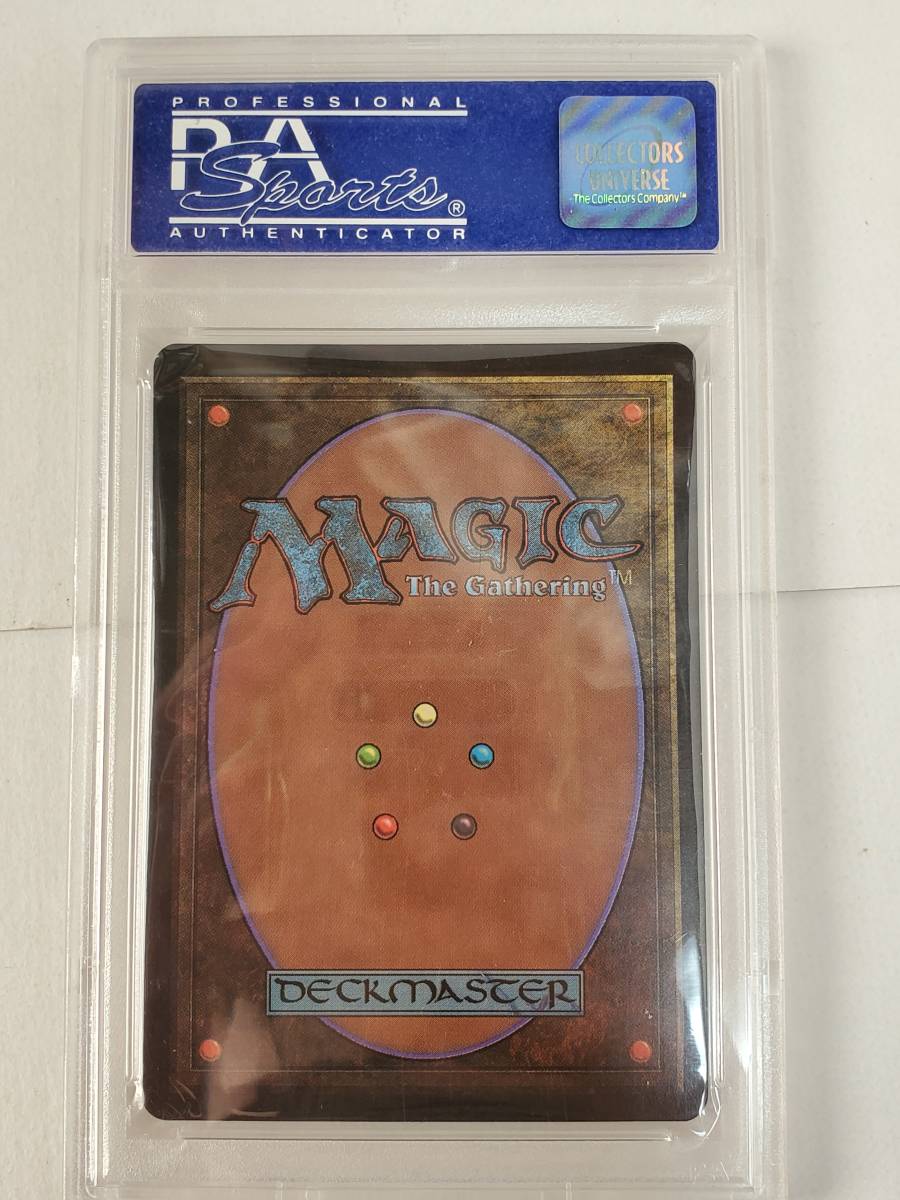 PROFESSIONAL
PSA
Sports®
AUTHENTICATOR
COLLECTORS
UNIVERSE
The Collectors Company™
MAGIC
The Gathering™
DECKMASTER